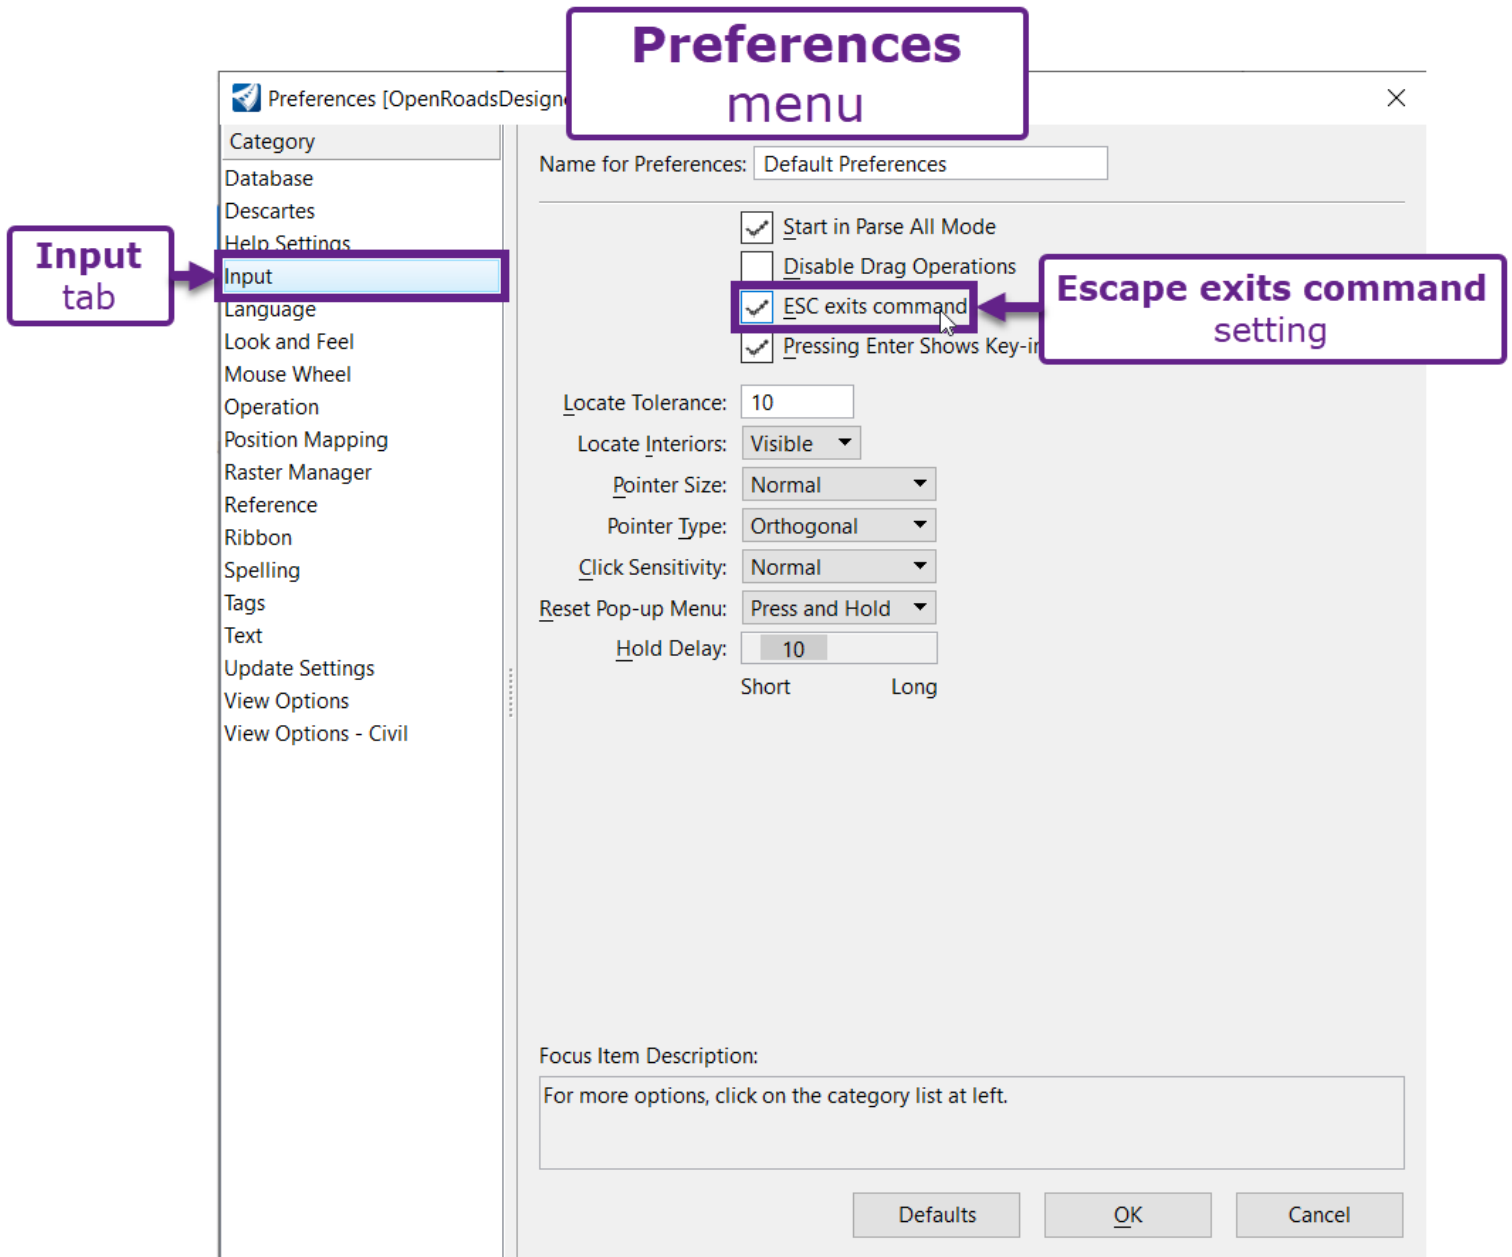 Preferences
menu
Preferences [OpenRoadsDesigne
Category
Database
Descartes
Help Settings
Input
Language
Look and Feel
Mouse Wheel
Operation
Position Mapping
Raster Manager
Reference
Ribbon
Spelling
Tags
Text
Update Settings
View Options
View Options - Civil
Input
tab
Name for Preferences: Default Preferences
Start in Parse All Mode
Disable Drag Operations
ESC exits command
Pressing Enter Shows Key-in
Escape exits command
setting
Locate Tolerance: 10
Locate Interiors: Visible
Pointer Size: Normal
Pointer Type: Orthogonal
Click Sensitivity: Normal
Reset Pop-up Menu: Press and Hold
Hold Delay: 10
Short Long
Focus Item Description:
For more options, click on the category list at left.
Defaults OK Cancel